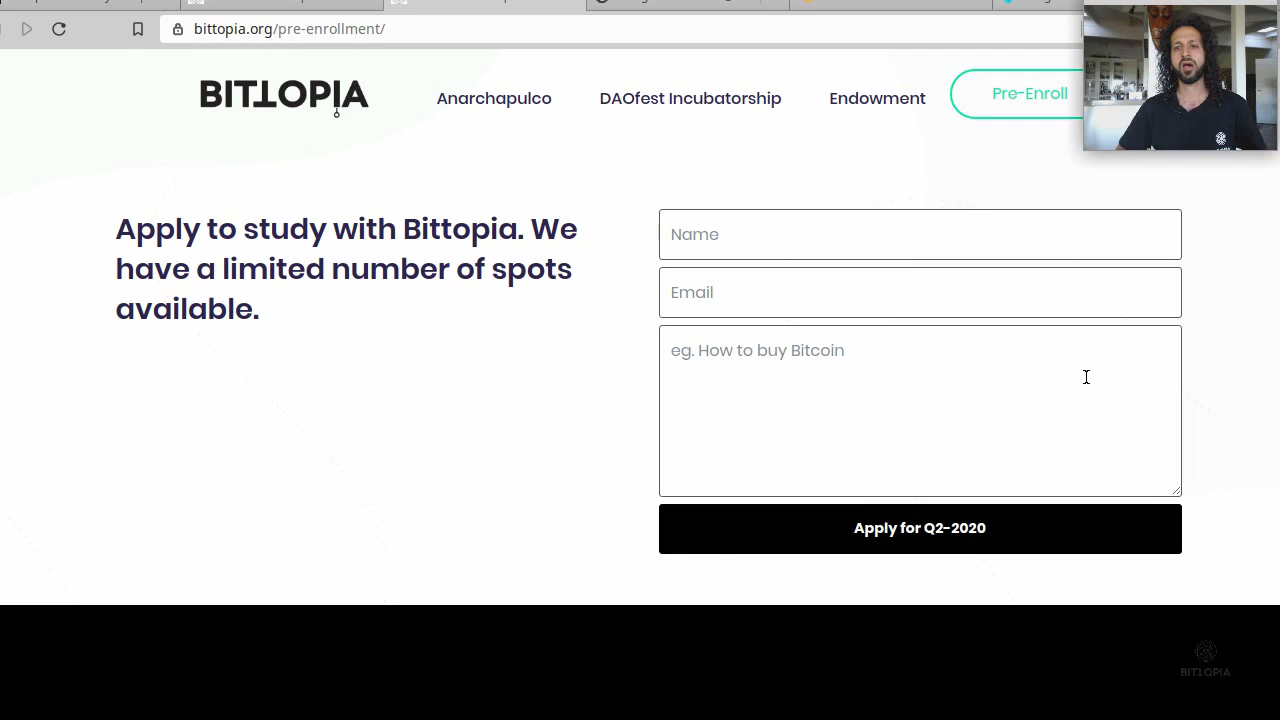 bittopia.org/pre-enrollment/
BITTOPIA
Anarchapulco
DAOfest Incubatorship
Endowment
Pre-Enroll
Apply to study with Bittopia. We
have a limited number of spots
available.
Name
Email
eg. How to buy Bitcoin
Apply for Q2-2020
BITTOPIA